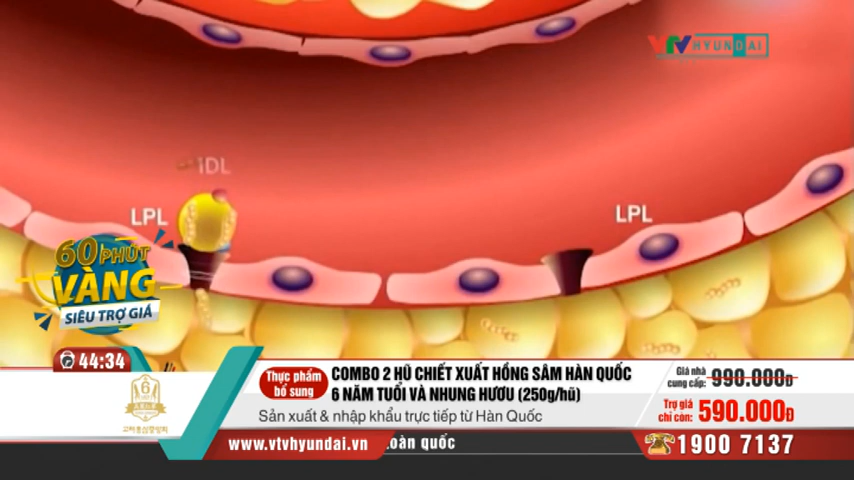 VTV HYUNDAI
IDL
LPL
LPL
60 PHÚT
VÀNG
SIÊU TRỢ GIÁ
44:34
6
Thực phẩm
bổ sung
COMBO 2 HŨ CHIẾT XUẤT HỒNG SÂM HÀN QUỐC
6 NĂM TUỔI VÀ NHUNG HƯƠU (250g/hũ)
Sản xuất & nhập khẩu trực tiếp từ Hàn Quốc
Giá nhà
cung cấp: 990.000Đ
Trợ giá
chỉ còn: 590.000Đ
www.vtvhyundai.vn
oàn quốc
1900 7137